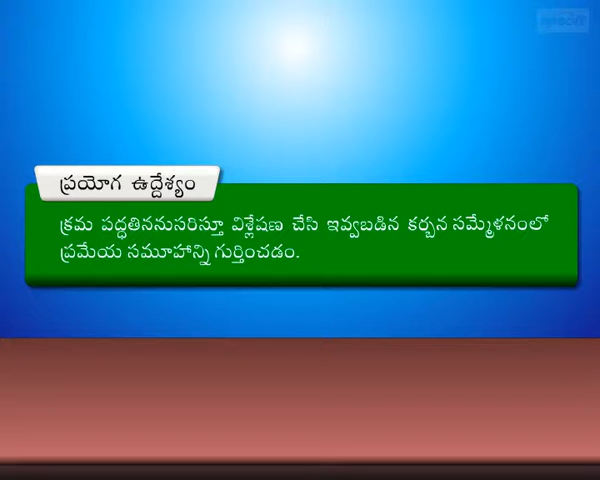 ప్రయోగ ఉద్దేశ్యం
క్రమ పద్ధతిననుసరిస్తూ విశ్లేషణ చేసి ఇవ్వబడిన కర్బన సమ్మేళనంలో
ప్రమేయ సమూహాన్ని గుర్తించడం.